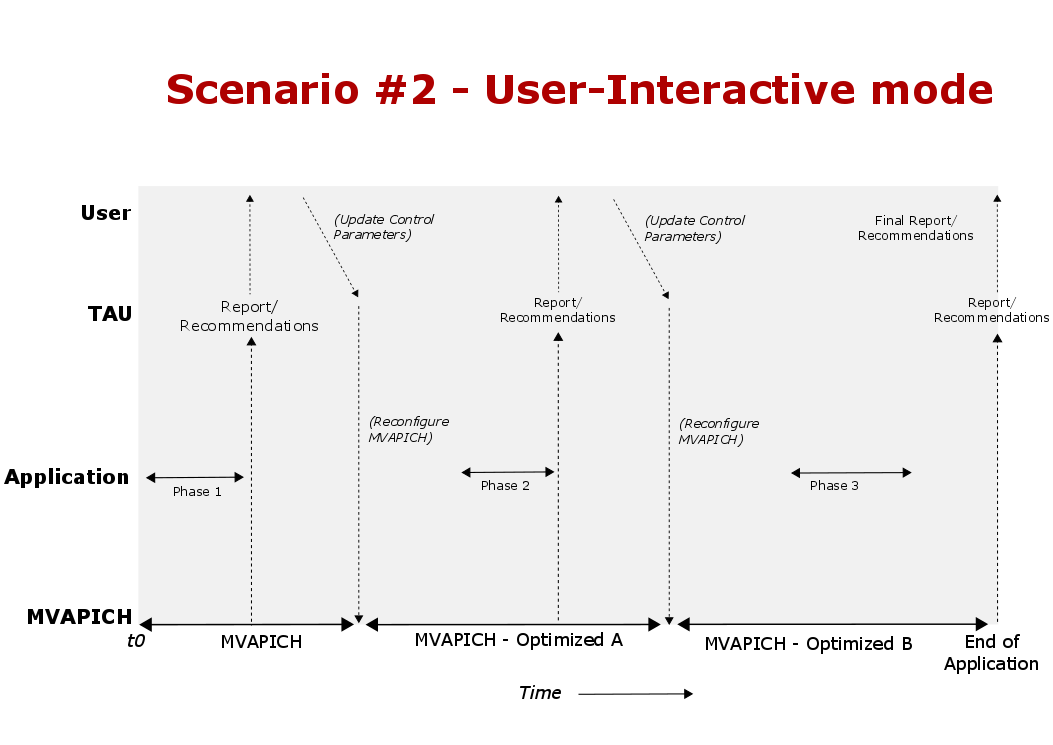 Scenario #2 - User-Interactive mode
User
(Update Control
Parameters)
(Update Control
Parameters)
Final Report/
Recommendations
TAU
Report/
Recommendations
Report/
Recommendations
Report/
Recommendations
(Reconfigure
MVAPICH)
(Reconfigure
MVAPICH)
Application
Phase 1
Phase 2
Phase 3
MVAPICH
t0
MVAPICH
MVAPICH - Optimized A
MVAPICH - Optimized B
End of
Application
Time